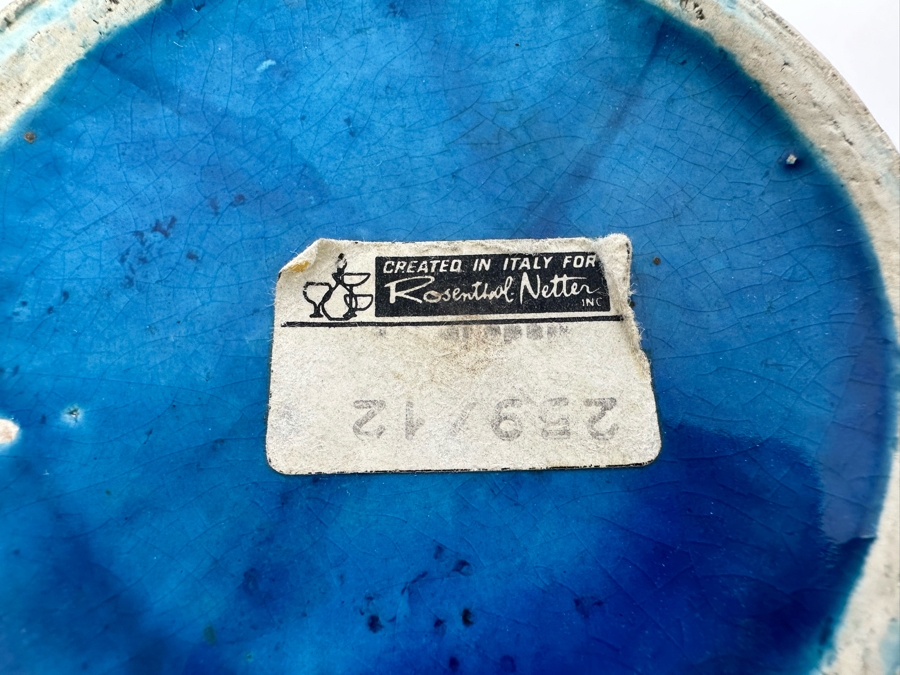 CREATED IN ITALY FOR
Rosenthal-Netter
INC
259/12